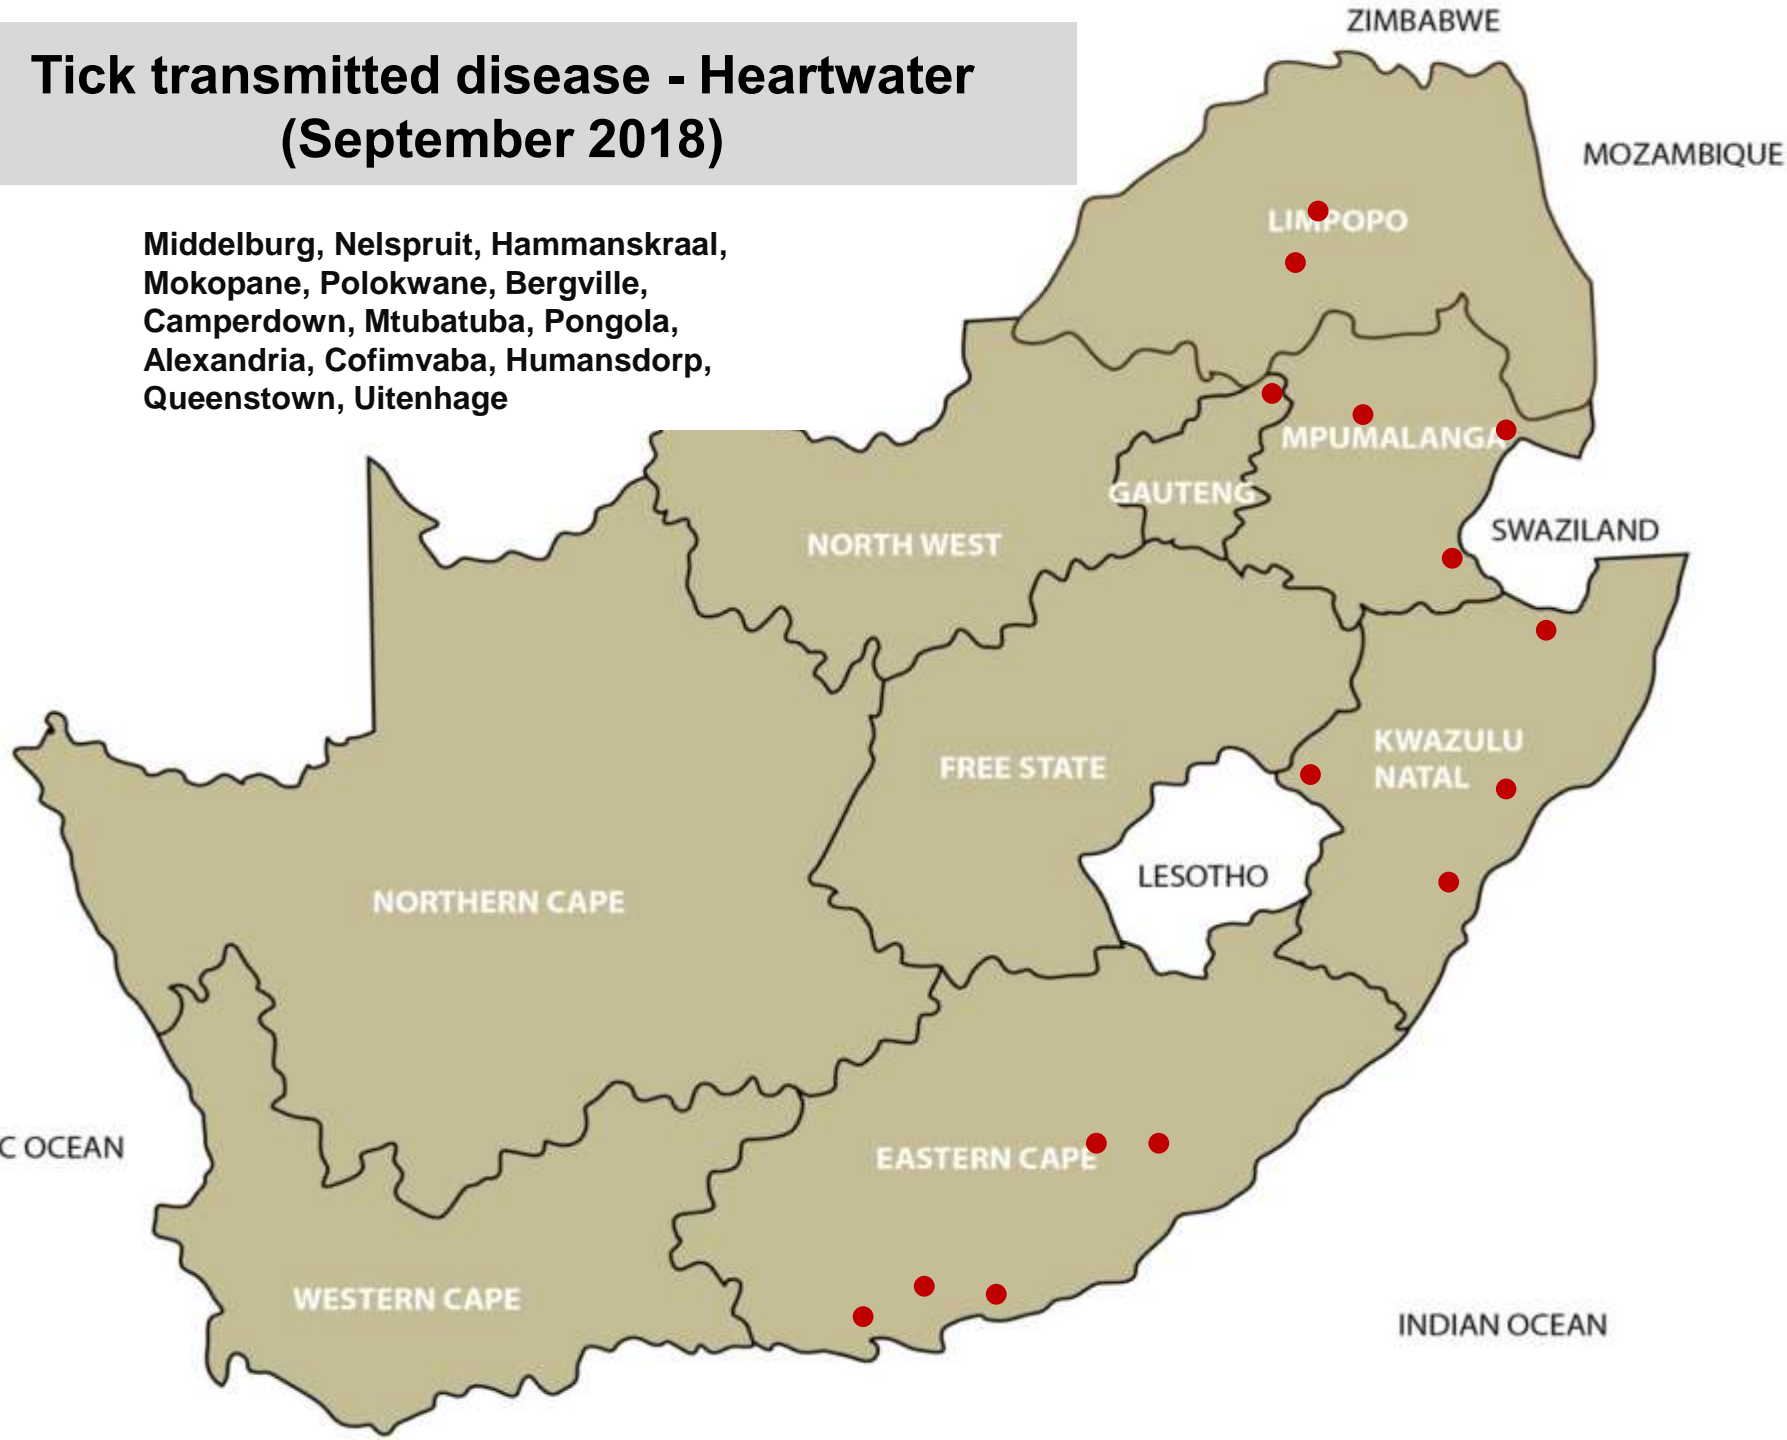 Tick transmitted disease - Heartwater
(September 2018)
Middelburg, Nelspruit, Hammanskraal,
Mokopane, Polokwane, Bergville,
Camperdown, Mtubatuba, Pongola,
Alexandria, Cofimvaba, Humansdorp,
Queenstown, Uitenhage
ZIMBABWE
MOZAMBIQUE
LIMPOPO
MPUMALANGA
GAUTENG
SWAZILAND
NORTH WEST
KWAZULU
NATAL
FREE STATE
LESOTHO
NORTHERN CAPE
C OCEAN
EASTERN CAPE
WESTERN CAPE
INDIAN OCEAN